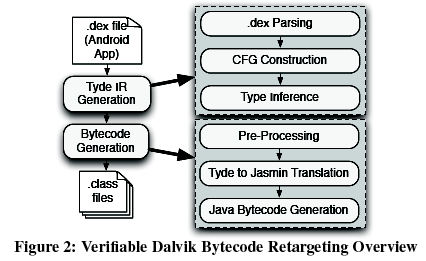 .dex file
(Android
App)
Tyde IR
Generation
Bytecode
Generation
.class
files
.dex Parsing
CFG Construction
Type Inference
Pre-Processing
Tyde to Jasmin Translation
Java Bytecode Generation
Figure 2: Verifiable Dalvik Bytecode Retargeting Overview